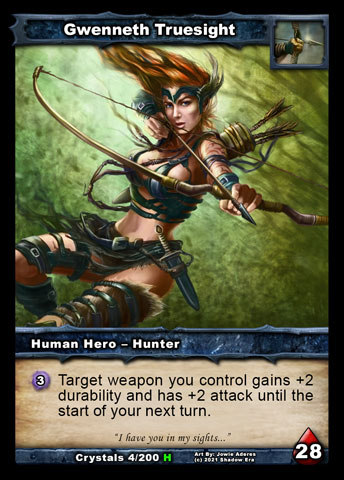 Gwenneth Truesight
Human Hero – Hunter
3 Target weapon you control gains +2
durability and has +2 attack until the
start of your next turn.
"I have you in my sights..."
Crystals 4/200 H
Art By: Jowie Aderes
(c) 2021 Shadow Era
28